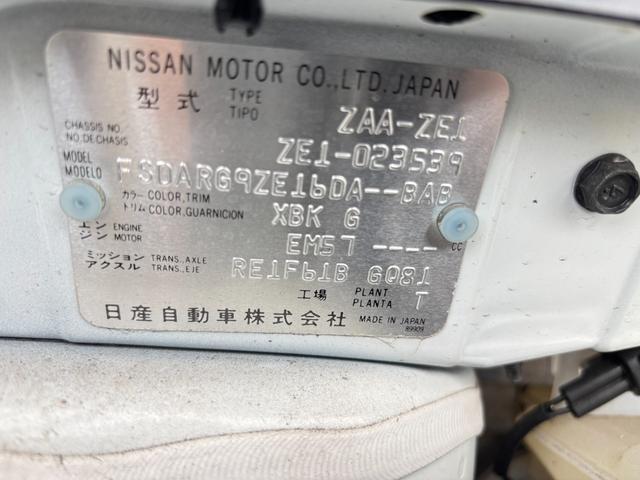 NISSAN MOTOR CO.,LTD.JAPAN
型式 TYPE TIPO ZAA-ZE1
CHASSIS NO. NO.DE CHASIS ZE1-023539
MODEL MODELO FSDARG9ZE16DA--BAB
カラー COLOR,TRIM トリム COLOR,GUARNICION XBK G
エンジン ENGINE MOTOR EM57 ---- CC
ミッション TRANS.,AXLE アクスル TRANS.,EJE RE1F61B GQ81
工場 PLANT PLANTA T
日産自動車株式会社 MADE IN JAPAN
89909